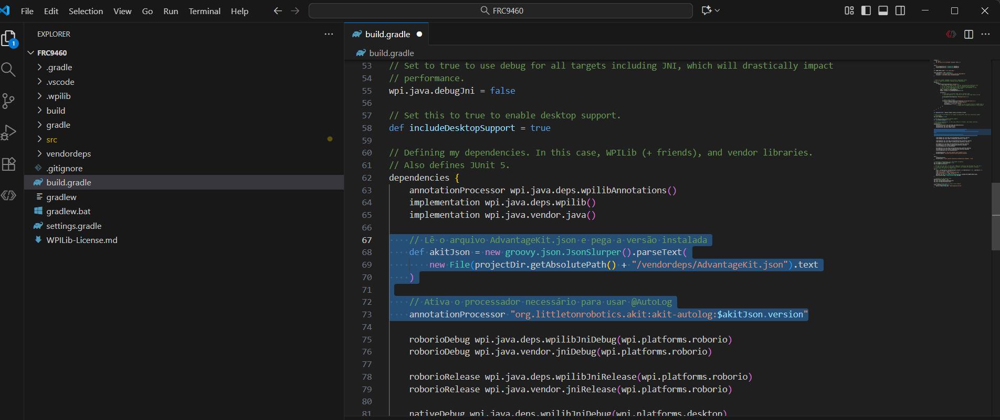 File Edit Selection View Go Run Terminal Help
FRC9460
EXPLORER
FRC9460
.gradle
.vscode
.wpilib
build
gradle
src
vendordeps
.gitignore
build.gradle
gradlew
gradlew.bat
settings.gradle
WPILib-License.md
1
build.gradle
build.gradle
53 // Set to true to use debug for all targets including JNI, which will drastically impact
54 // performance.
55 wpi.java.debugJni = false
56
57 // Set this to true to enable desktop support.
58 def includeDesktopSupport = true
59
60 // Defining my dependencies. In this case, WPILib (+ friends), and vendor libraries.
61 // Also defines JUnit 5.
62 dependencies {
63 annotationProcessor wpi.java.deps.wpilibAnnotations()
64 implementation wpi.java.deps.wpilib()
65 implementation wpi.java.vendor.java()
66
67 // Lê o arquivo AdvantageKit.json e pega a versão instalada
68 def akitJson = new groovy.json.JsonSlurper().parseText(
69 new File(projectDir.getAbsolutePath() + "/vendordeps/AdvantageKit.json").text
70 )
71
72 // Ativa o processador necessário para usar @AutoLog
73 annotationProcessor "org.littletonrobotics.akit:akit-autolog:$akitJson.version"
74
75 roborioDebug wpi.java.deps.wpilibJniDebug(wpi.platforms.roborio)
76 roborioDebug wpi.java.vendor.jniDebug(wpi.platforms.roborio)
77
78 roborioRelease wpi.java.deps.wpilibJniRelease(wpi.platforms.roborio)
79 roborioRelease wpi.java.vendor.jniRelease(wpi.platforms.roborio)
80
81 nativeDebug wpi.java.deps.wpilibJniDebug(wpi.platforms.desktop)